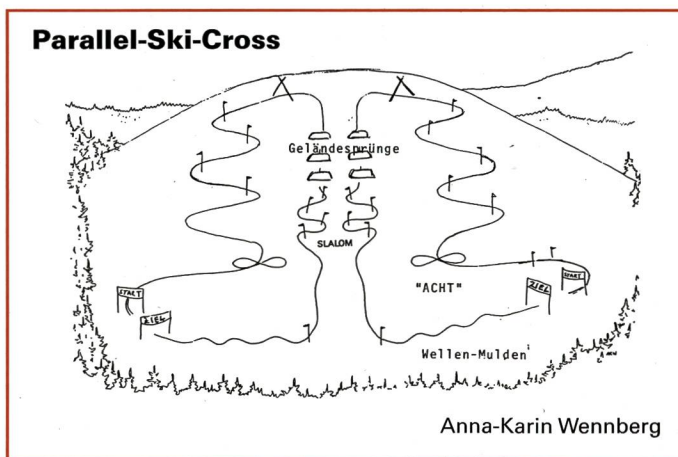 Parallel-Ski-Cross
Geländesprünge
SLALOM
START
ZIEL
"ACHT"
ZIEL
START
Wellen-Mulden
Anna-Karin Wennberg